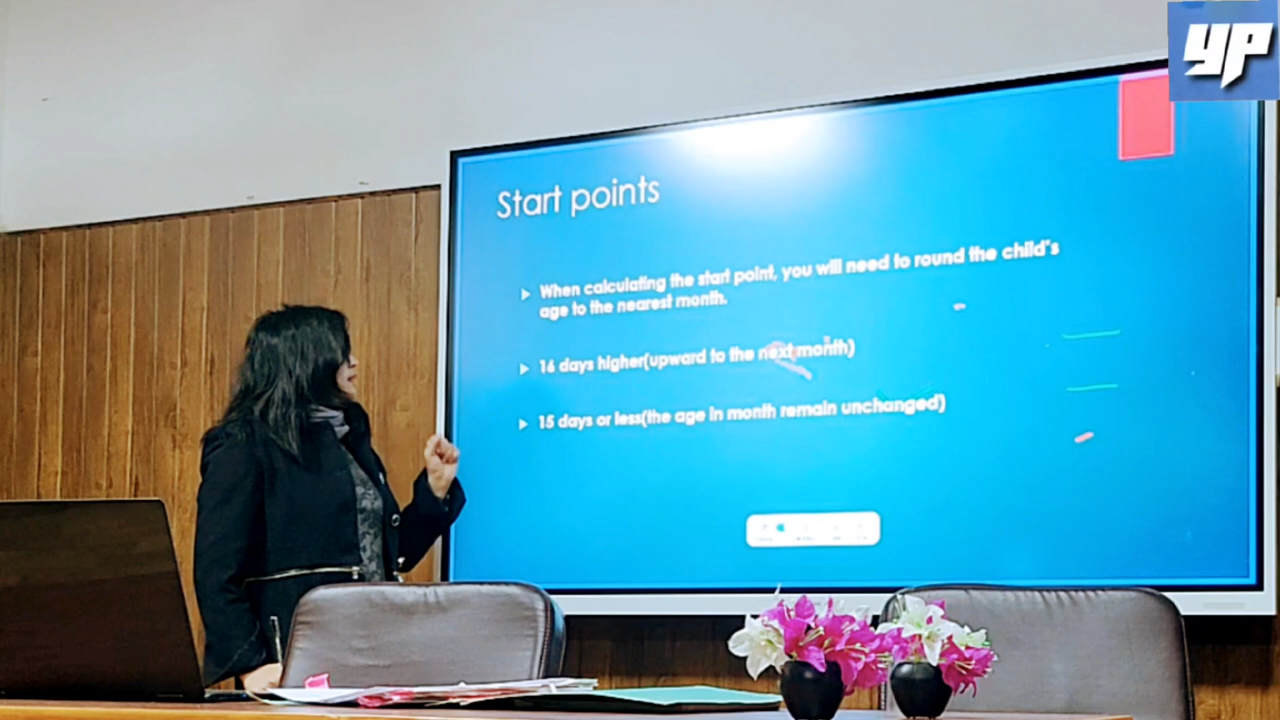 YP
Start points
When calculating the start point, you will need to round the child's
age to the nearest month.
16 days higher(upward to the next month)
15 days or less(the age in month remain unchanged)